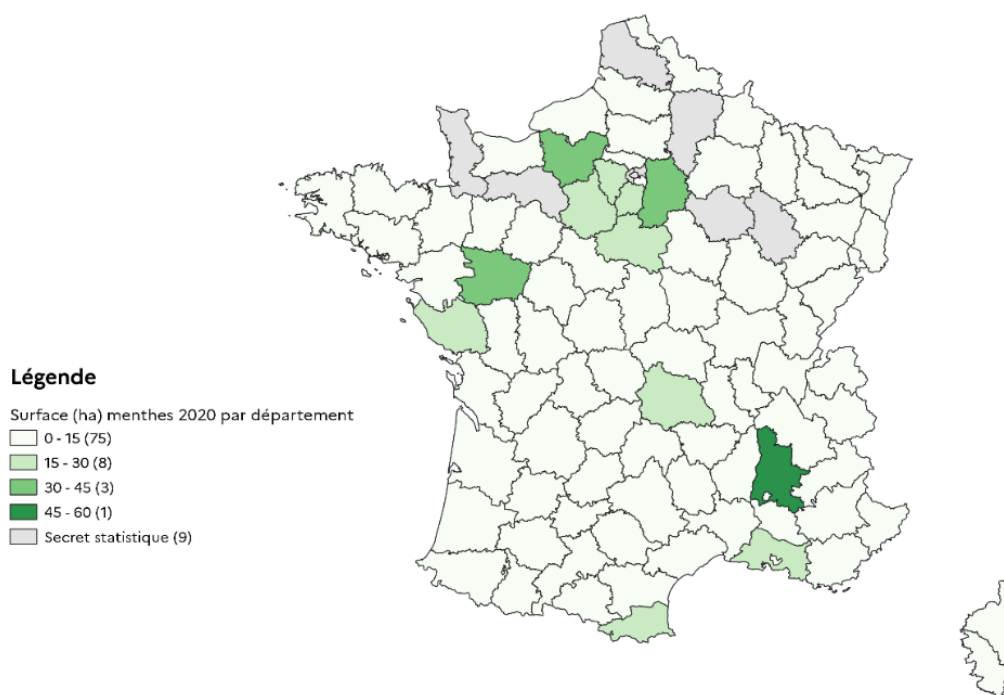 Légende
Surface (ha) menthes 2020 par département
0 - 15 (75)
15 - 30 (8)
30 - 45 (3)
45 - 60 (1)
Secret statistique (9)